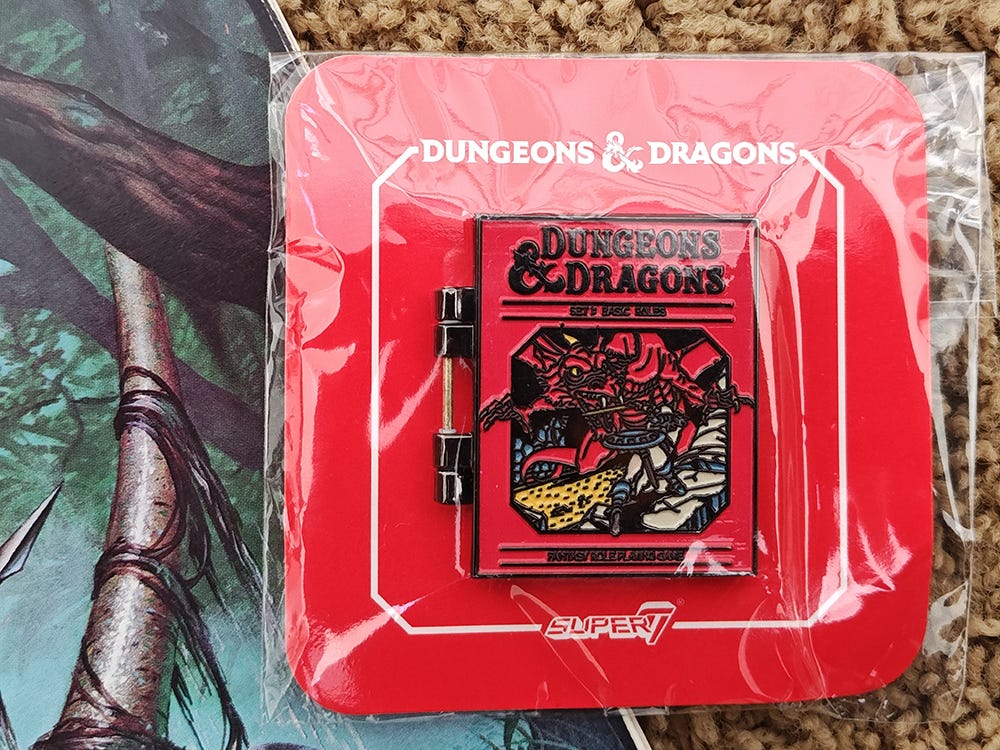 DUNGEONS & DRAGONS
DUNGEONS
& DRAGONS
SET 1: BASIC RULES
FANTASY ROLE PLAYING GAME
SUPER7®